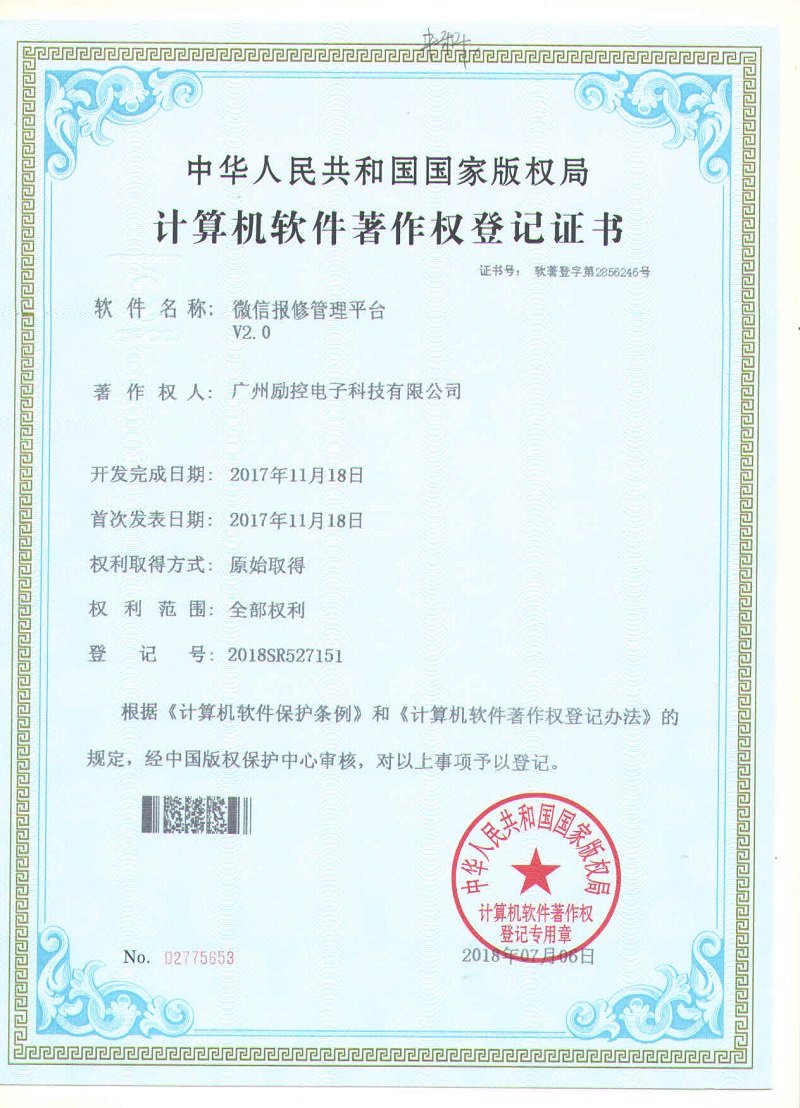 中华人民共和国国家版权局
计算机软件著作权登记证书
证书号： 软著登字第2856246号
软件名称： 微信报修管理平台
V2.0
著作权人： 广州励控电子科技有限公司
开发完成日期： 2017年11月18日
首次发表日期： 2017年11月18日
权利取得方式： 原始取得
权利范围： 全部权利
登记号： 2018SR527151
根据《计算机软件保护条例》和《计算机软件著作权登记办法》的
规定，经中国版权保护中心审核，对以上事项予以登记。
中华人民共和国国家版权局
计算机软件著作权
登记专用章
No. 02775653
2018年07月06日